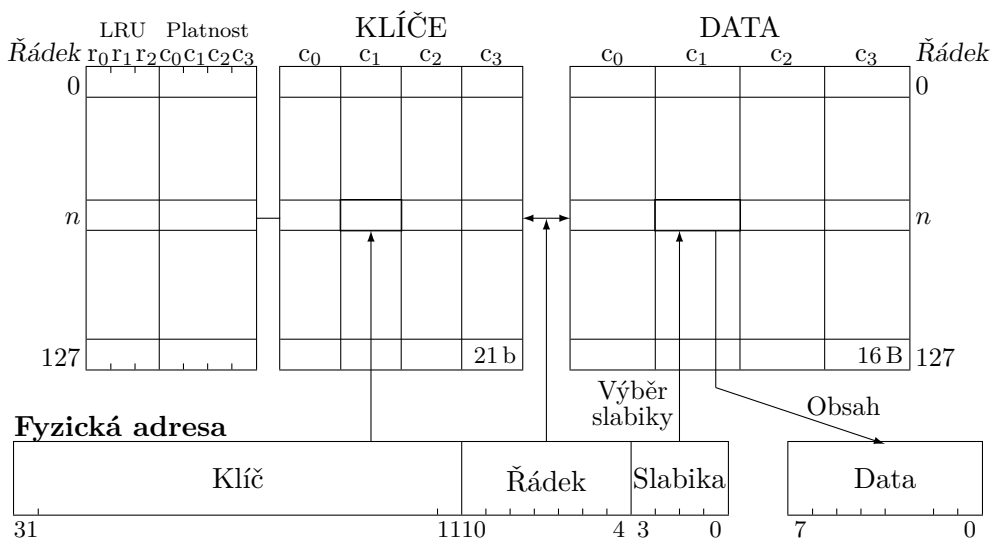 LRU Platnost KLÍČE DATA
Řádek r0 r1 r2 c0 c1 c2 c3 c0 c1 c2 c3 c0 c1 c2 c3 Řádek
0 0
n n
127 21 b 16 B 127
Výběr
slabiky
Obsah
Fyzická adresa
Klíč Řádek Slabika Data
31 11 10 4 3 0 7 0